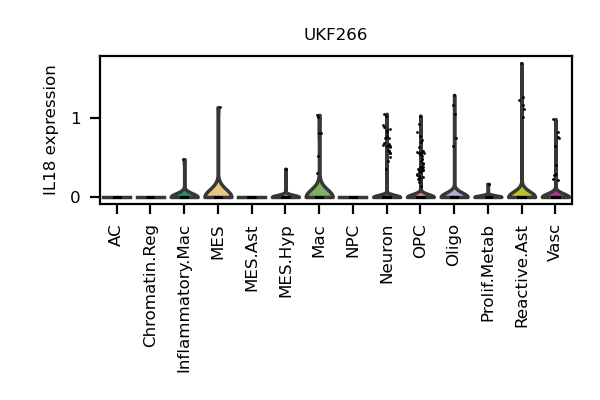 UKF266
IL18 expression
1
0
AC
Chromatin.Reg
Inflammatory.Mac
MES
MES.Ast
MES.Hyp
Mac
NPC
Neuron
OPC
Oligo
Prolif.Metab
Reactive.Ast
Vasc